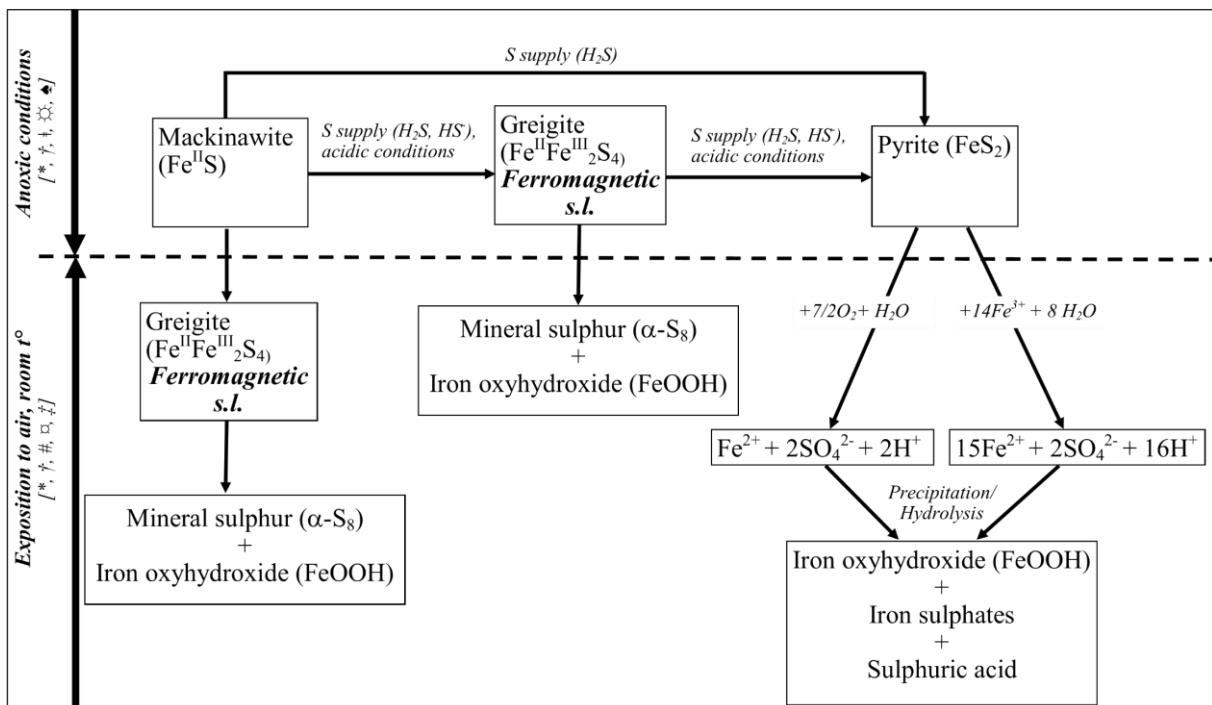 Anoxic conditions
[*, †, ɫ, ☼, ♠]
S supply (H₂S)
Mackinawite
(FeᴵᴵS)
S supply (H₂S, HS⁻),
acidic conditions
Greigite
(FeᴵᴵFeᴵᴵᴵ₂S₄)
Ferromagnetic
s.l.
S supply (H₂S, HS⁻),
acidic conditions
Pyrite (FeS₂)
Exposition to air, room t°
[*, †, #, ¤, ‡]
Greigite
(FeᴵᴵFeᴵᴵᴵ₂S₄)
Ferromagnetic
s.l.
Mineral sulphur (α-S₈)
+
Iron oxyhydroxide (FeOOH)
Mineral sulphur (α-S₈)
+
Iron oxyhydroxide (FeOOH)
+7/2O₂+ H₂O
+14Fe³⁺ + 8 H₂O
Fe²⁺ + 2SO₄²⁻ + 2H⁺
15Fe²⁺ + 2SO₄²⁻ + 16H⁺
Precipitation/
Hydrolysis
Iron oxyhydroxide (FeOOH)
+
Iron sulphates
+
Sulphuric acid